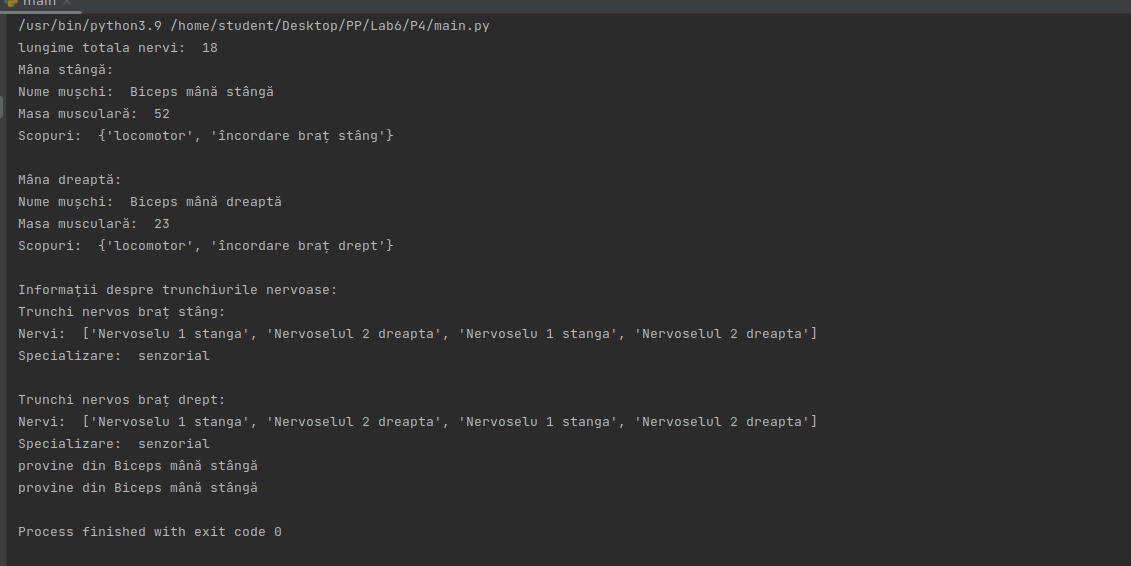 main
/usr/bin/python3.9 /home/student/Desktop/PP/Lab6/P4/main.py
lungime totala nervi:  18
Mâna stângă:
Nume mușchi:  Biceps mână stângă
Masa musculară:  52
Scopuri:  {'locomotor', 'încordare braț stâng'}
Mâna dreaptă:
Nume mușchi:  Biceps mână dreaptă
Masa musculară:  23
Scopuri:  {'locomotor', 'încordare braț drept'}
Informații despre trunchiurile nervoase:
Trunchi nervos braț stâng:
Nervi:  ['Nervoselu 1 stanga', 'Nervoselul 2 dreapta', 'Nervoselu 1 stanga', 'Nervoselul 2 dreapta']
Specializare:  senzorial
Trunchi nervos braț drept:
Nervi:  ['Nervoselu 1 stanga', 'Nervoselul 2 dreapta', 'Nervoselu 1 stanga', 'Nervoselul 2 dreapta']
Specializare:  senzorial
provine din Biceps mână stângă
provine din Biceps mână stângă
Process finished with exit code 0